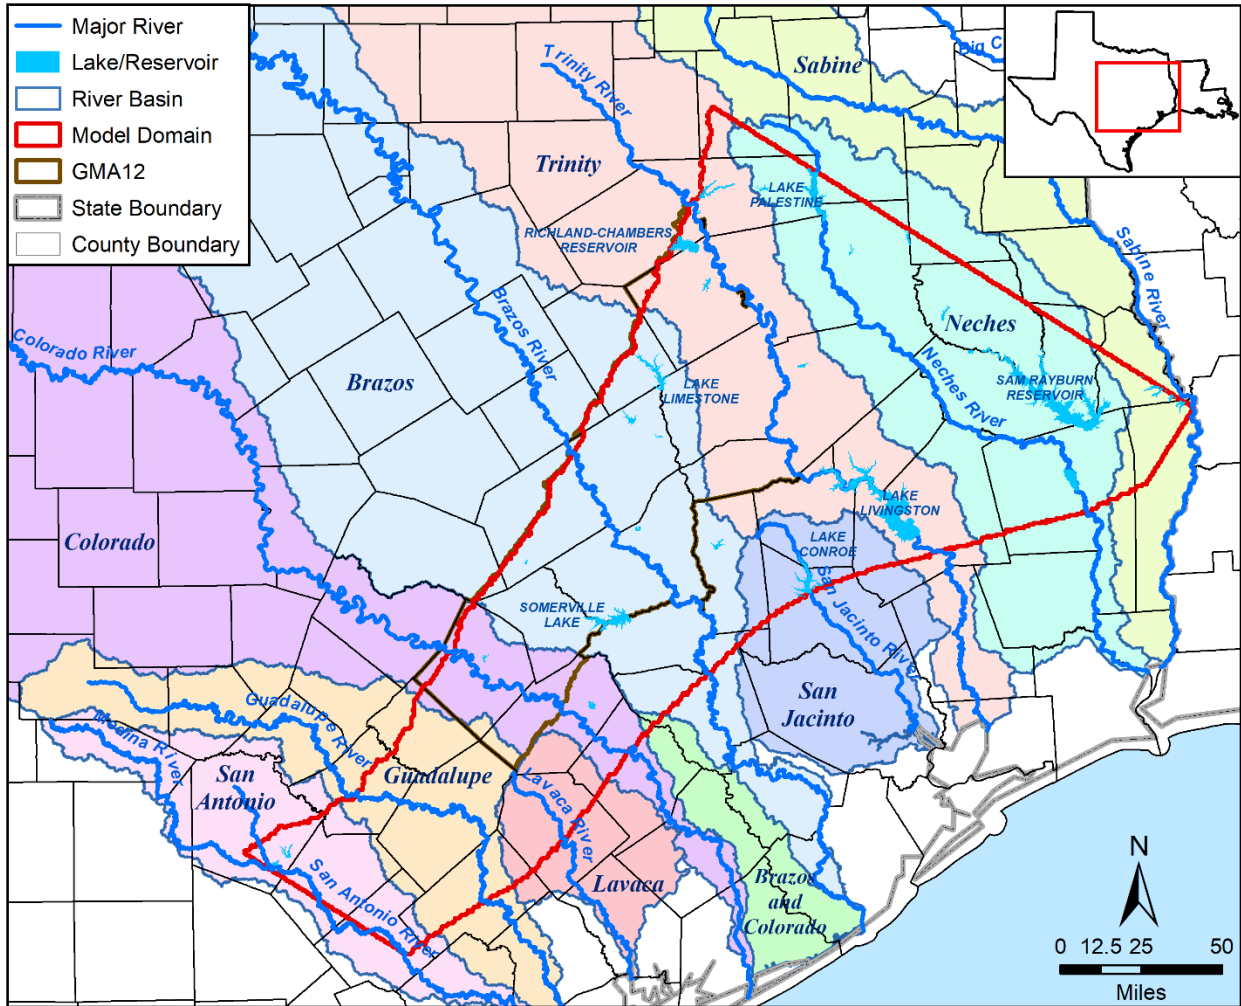 Major River
Lake/Reservoir
River Basin
Model Domain
GMA12
State Boundary
County Boundary
Trinity River
Sabine
Big C
Trinity
LAKE
PALESTINE
RICHLAND-CHAMBERS
RESERVOIR
Sabine River
Colorado River
Brazos River
Neches
Brazos
LAKE
LIMESTONE
Neches River
SAM RAYBURN
RESERVOIR
Colorado
LAKE
LIVINGSTON
LAKE
CONROE
San Jacinto River
SOMERVILLE
LAKE
San
Jacinto
Guadalupe River
Medina River
San
Antonio
Guadalupe
Lavaca River
San Antonio River
Lavaca
Brazos
and
Colorado
N
0 12.5 25 50
Miles